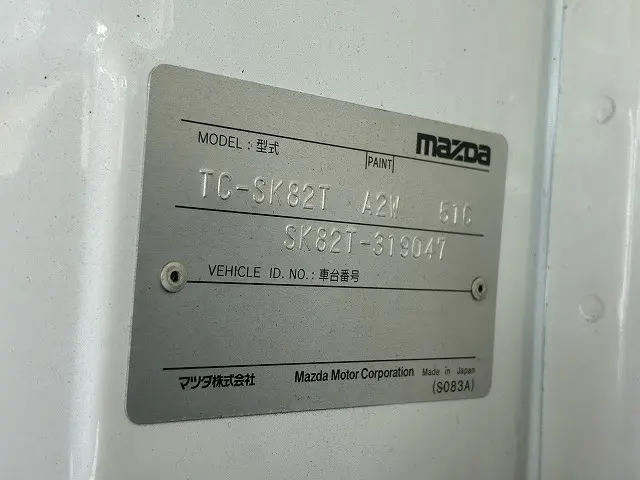 mazda
MODEL : 型式 PAINT
TC-SK82T A2W 51C
SK82T-319047
VEHICLE ID. NO. : 車台番号
マツダ株式会社 Mazda Motor Corporation Made in Japan
(S083A)